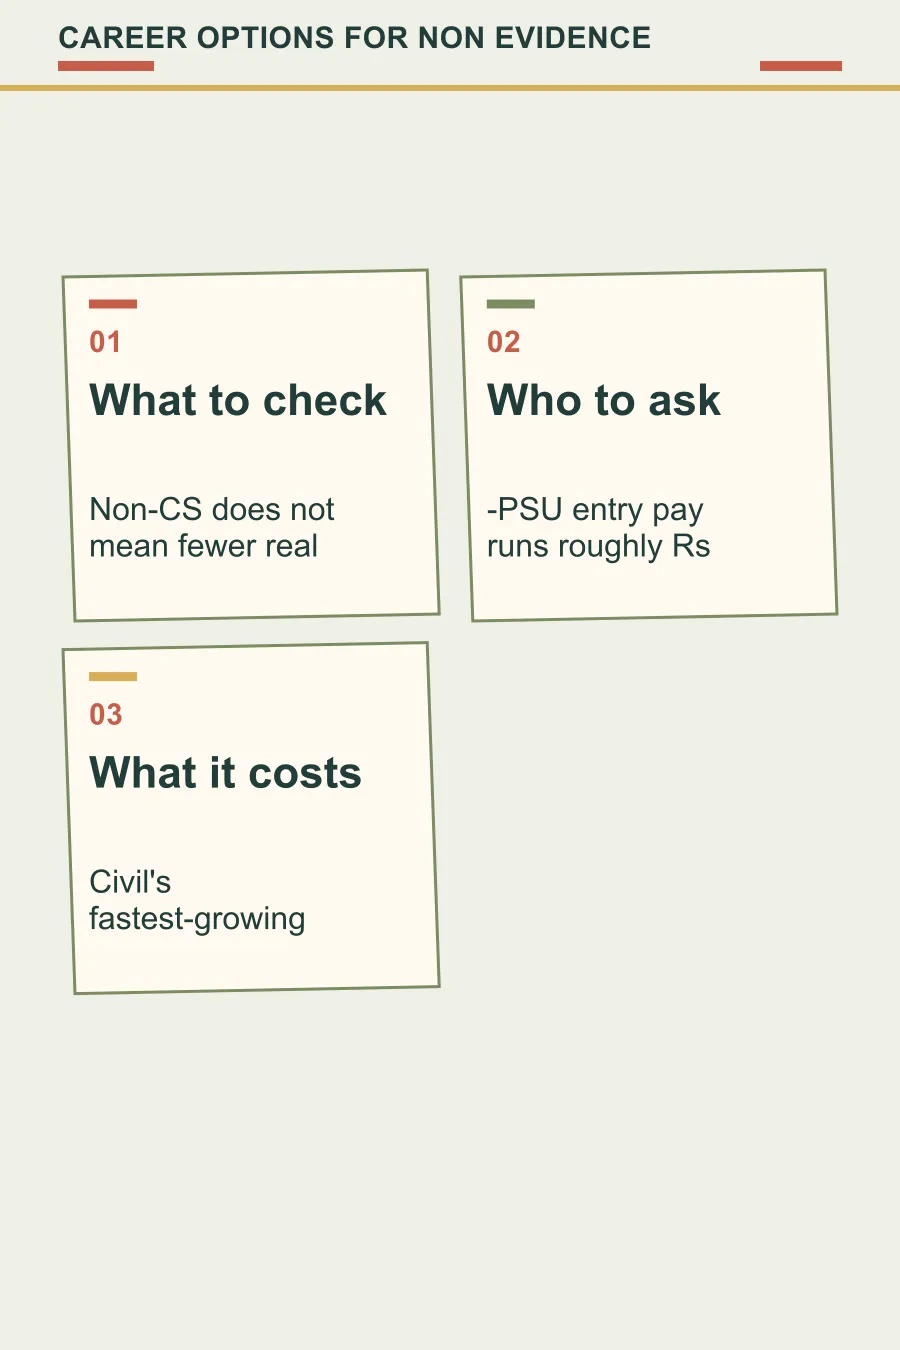 CAREER OPTIONS FOR NON EVIDENCE
01
What to check
Non-CS does not
mean fewer real
02
Who to ask
-PSU entry pay
runs roughly Rs
03
What it costs
Civil's
fastest-growing